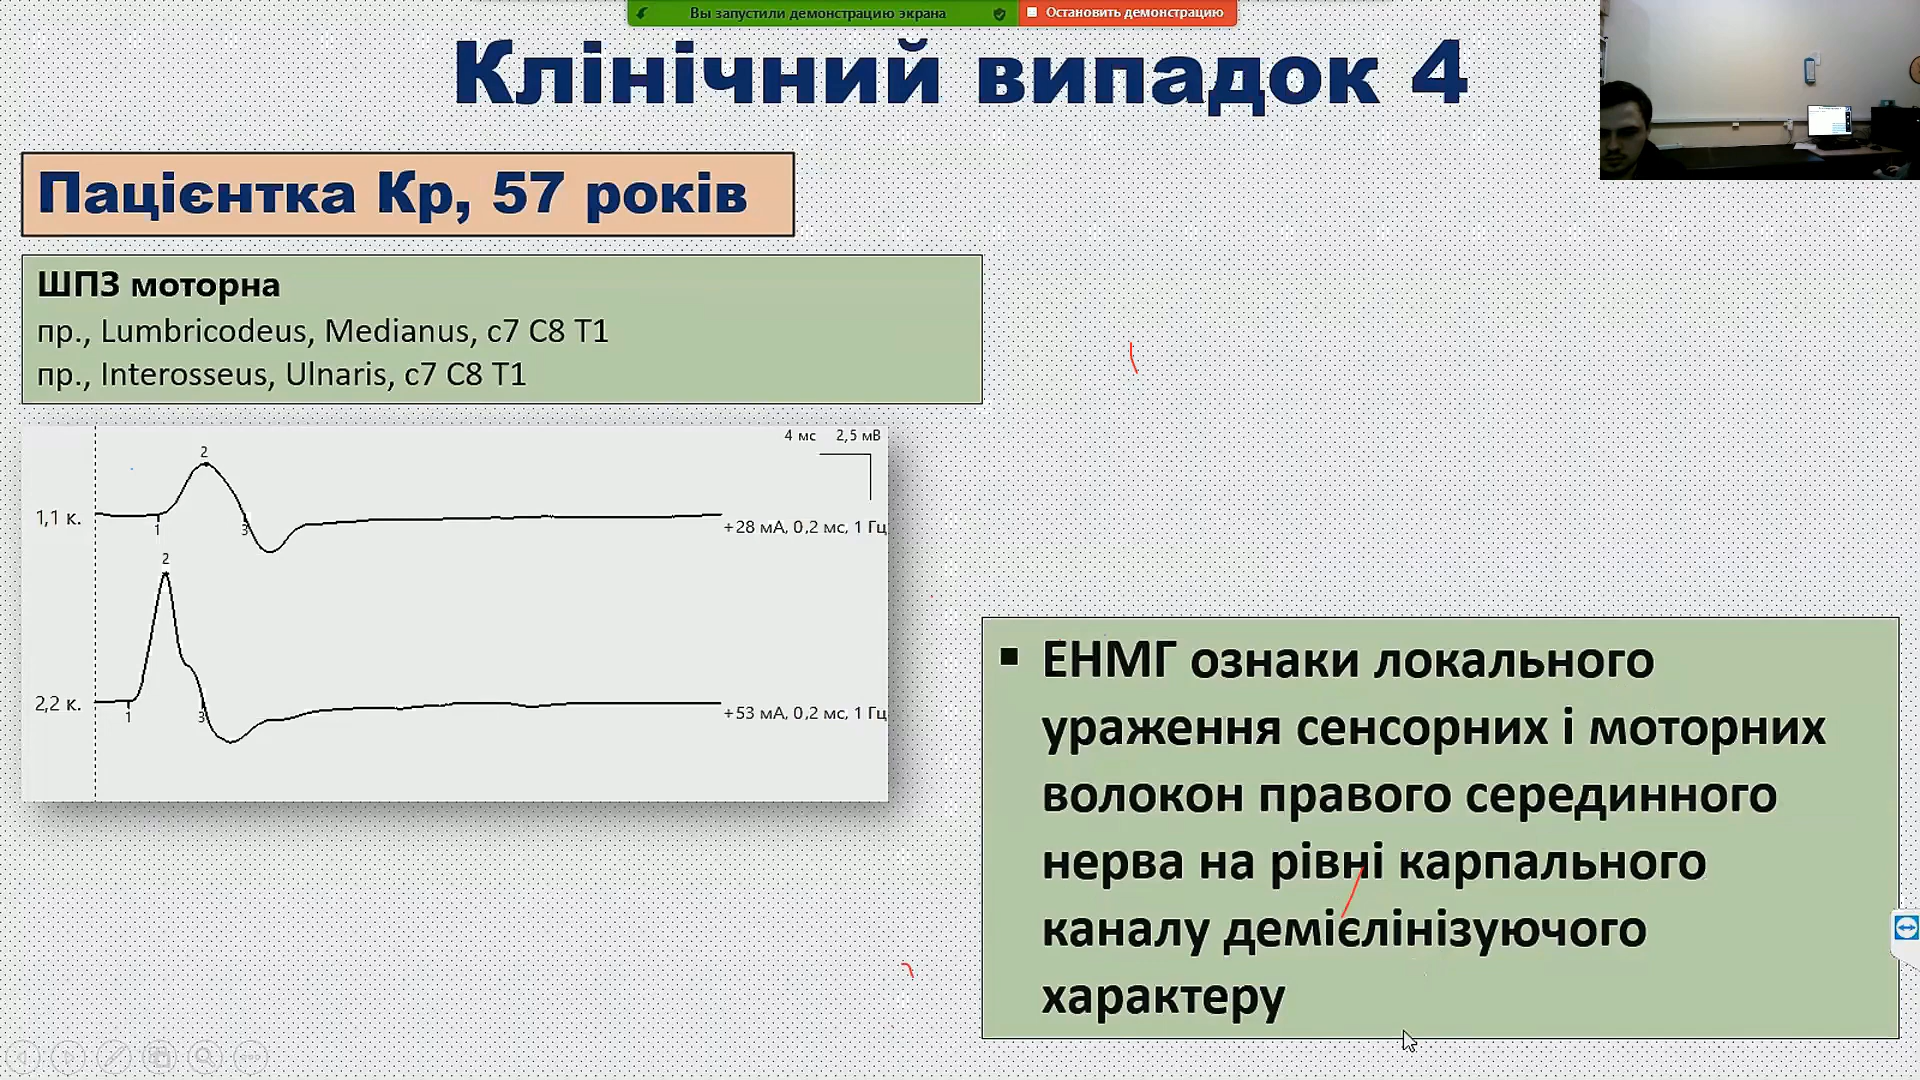 Вы запустили демонстрацию экрана
Остановить демонстрацию
Клінічний випадок 4
Пацієнтка Кр, 57 років
ШПЗ моторна
пр., Lumbricodeus, Medianus, c7 C8 T1
пр., Interosseus, Ulnaris, c7 C8 T1
4 мс 2,5 мВ
2
1,1 к.
1
3
+28 мА, 0,2 мс, 1 Гц
2
2,2 к.
1
3
+53 мА, 0,2 мс, 1 Гц
▪ ЕНМГ ознаки локального
ураження сенсорних і моторних
волокон правого серединного
нерва на рівні карпального
каналу демієлінізуючого
характеру